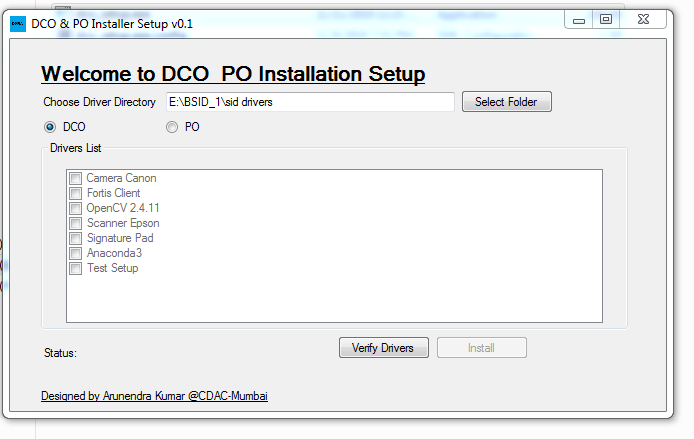 DCO & PO Installer Setup v0.1
Welcome to DCO PO Installation Setup
Choose Driver Directory E:\BSID_1\sid drivers Select Folder
DCO PO
Drivers List
Camera Canon
Fortis Client
OpenCV 2.4.11
Scanner Epson
Signature Pad
Anaconda3
Test Setup
Status: Verify Drivers Install
Designed by Arunendra Kumar @CDAC-Mumbai